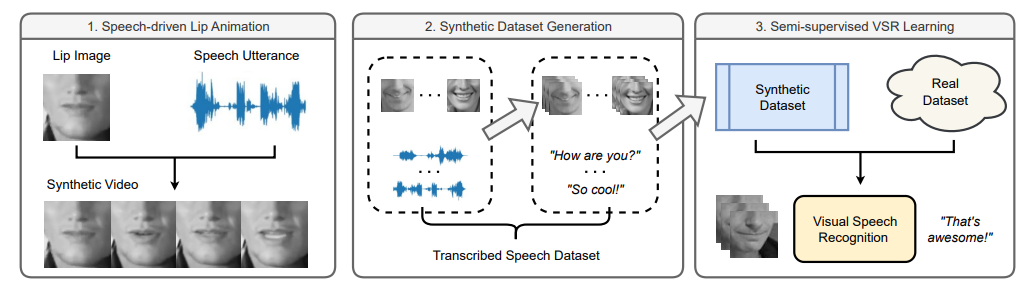 1. Speech-driven Lip Animation
Lip Image
Speech Utterance
Synthetic Video
2. Synthetic Dataset Generation
"How are you?"
"So cool!"
Transcribed Speech Dataset
3. Semi-supervised VSR Learning
Synthetic
Dataset
Real
Dataset
Visual Speech
Recognition
"That's
awesome!"